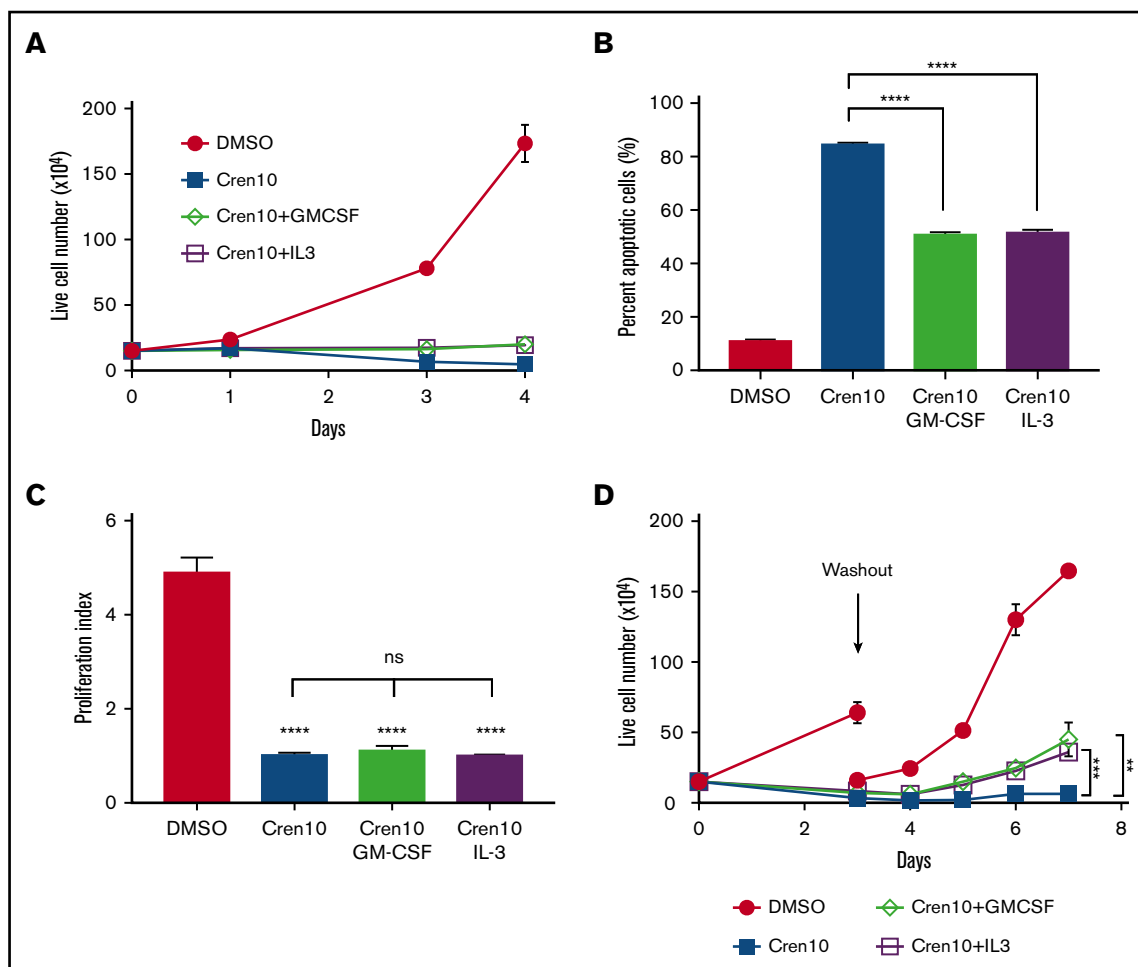 A
Live cell number (x10⁴)
200
150
100
50
0
DMSO
Cren10
Cren10+GMCSF
Cren10+IL3
0 1 2 3 4
Days
B
Percent apoptotic cells (%)
100
80
60
40
20
0
****
****
DMSO Cren10 Cren10 Cren10
GM-CSF IL-3
C
Proliferation index
6
4
2
0
ns
**** **** ****
DMSO Cren10 Cren10 Cren10
GM-CSF IL-3
D
Live cell number (x10⁴)
200
150
100
50
0
Washout
***
**
0 2 4 6 8
Days
DMSO Cren10+GMCSF
Cren10 Cren10+IL3